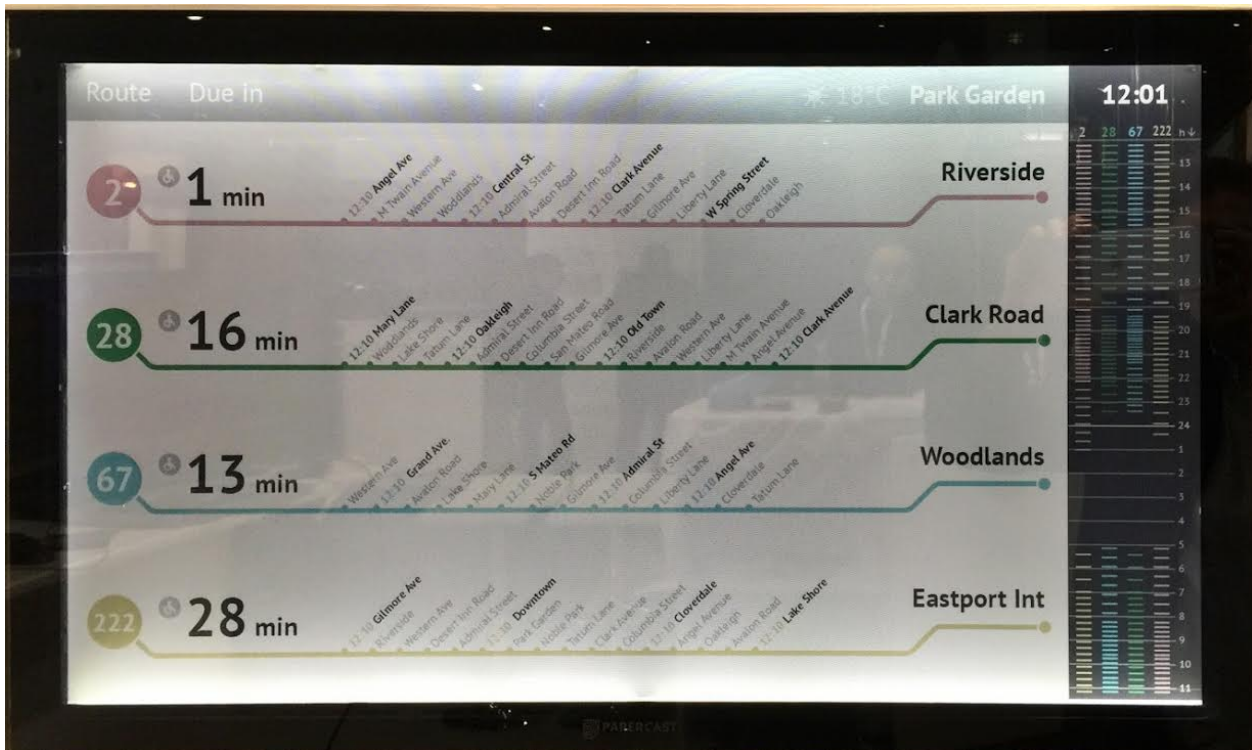 Route Due in 18°C Park Garden 12:01
2 28 67 222 h↓
2 1 min Riverside
12:10 Angel Ave
M Twain Avenue
Western Ave
Woodlands
12:10 Central St.
Admiral Street
Avalon Road
Desert Inn Road
12:10 Clark Avenue
Tatum Lane
Gilmore Ave
Liberty Lane
W Spring Street
Cloverdale
Oakleigh
28 16 min Clark Road
12:10 Mary Lane
Woodlands
Lake Shore
Tatum Lane
12:10 Oakleigh
Admiral Street
Desert Inn Road
Columbia Street
San Mateo Road
Gilmore Ave
12:10 Old Town
Riverside
Avalon Road
Western Ave
Liberty Lane
M Twain Avenue
Angel Avenue
12:10 Clark Avenue
67 13 min Woodlands
Western Ave
12:10 Grand Ave.
Avalon Road
Lake Shore
Mary Lane
12:10 S Mateo Rd
Noble Park
Gilmore Ave
12:10 Admiral St
Columbia Street
Liberty Lane
12:10 Angel Ave
Cloverdale
Tatum Lane
222 28 min Eastport Int
12:10 Gilmore Ave
Riverside
Western Ave
Desert Inn Road
Admiral Street
12:10 Downtown
Park Garden
Noble Park
Tatum Lane
Clark Avenue
Columbia Street
12:10 Cloverdale
Angel Avenue
Oakleigh
Avalon Road
12:10 Lake Shore
13
14
15
16
17
18
19
20
21
22
23
24
1
2
3
4
5
6
7
8
9
10
11
PAPERCAST